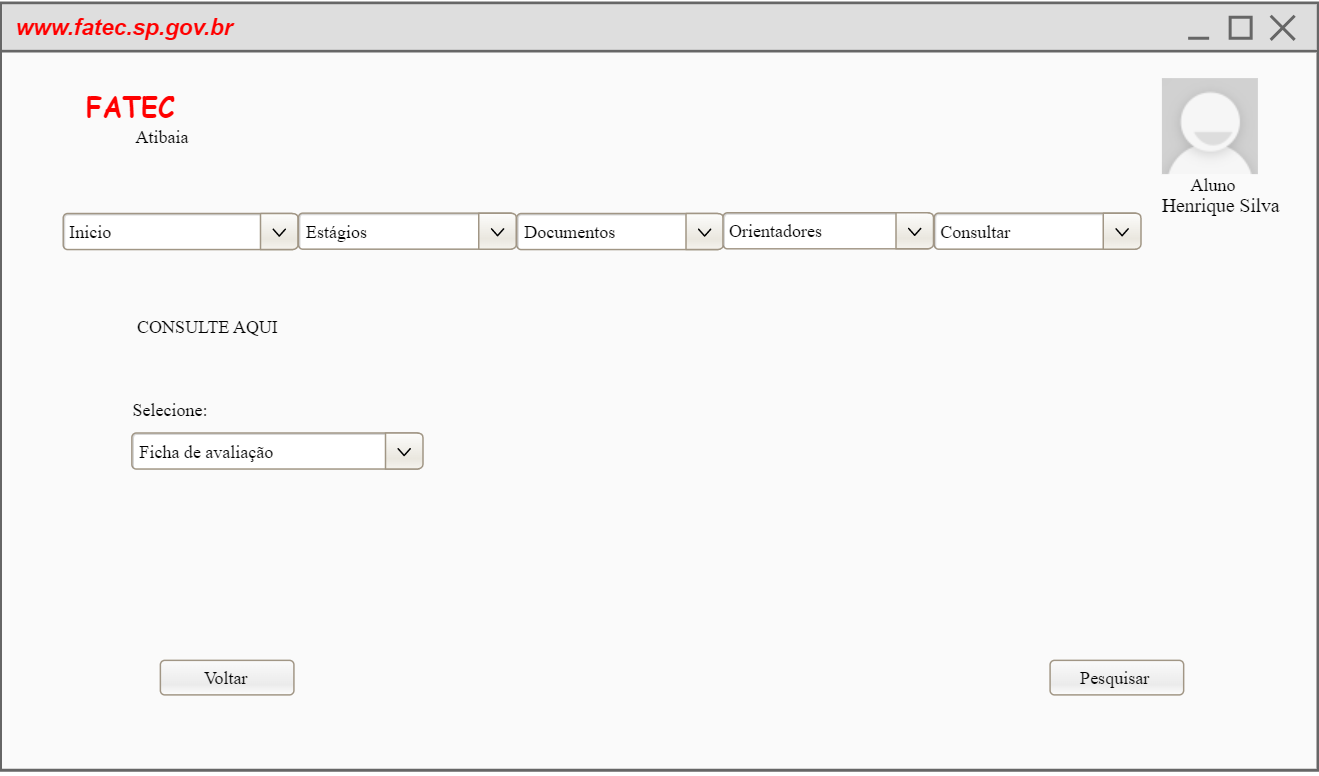 www.fatec.sp.gov.br
FATEC
Atibaia
Aluno
Henrique Silva
Inicio
Estágios
Documentos
Orientadores
Consultar
CONSULTE AQUI
Selecione:
Ficha de avaliação
Voltar
Pesquisar